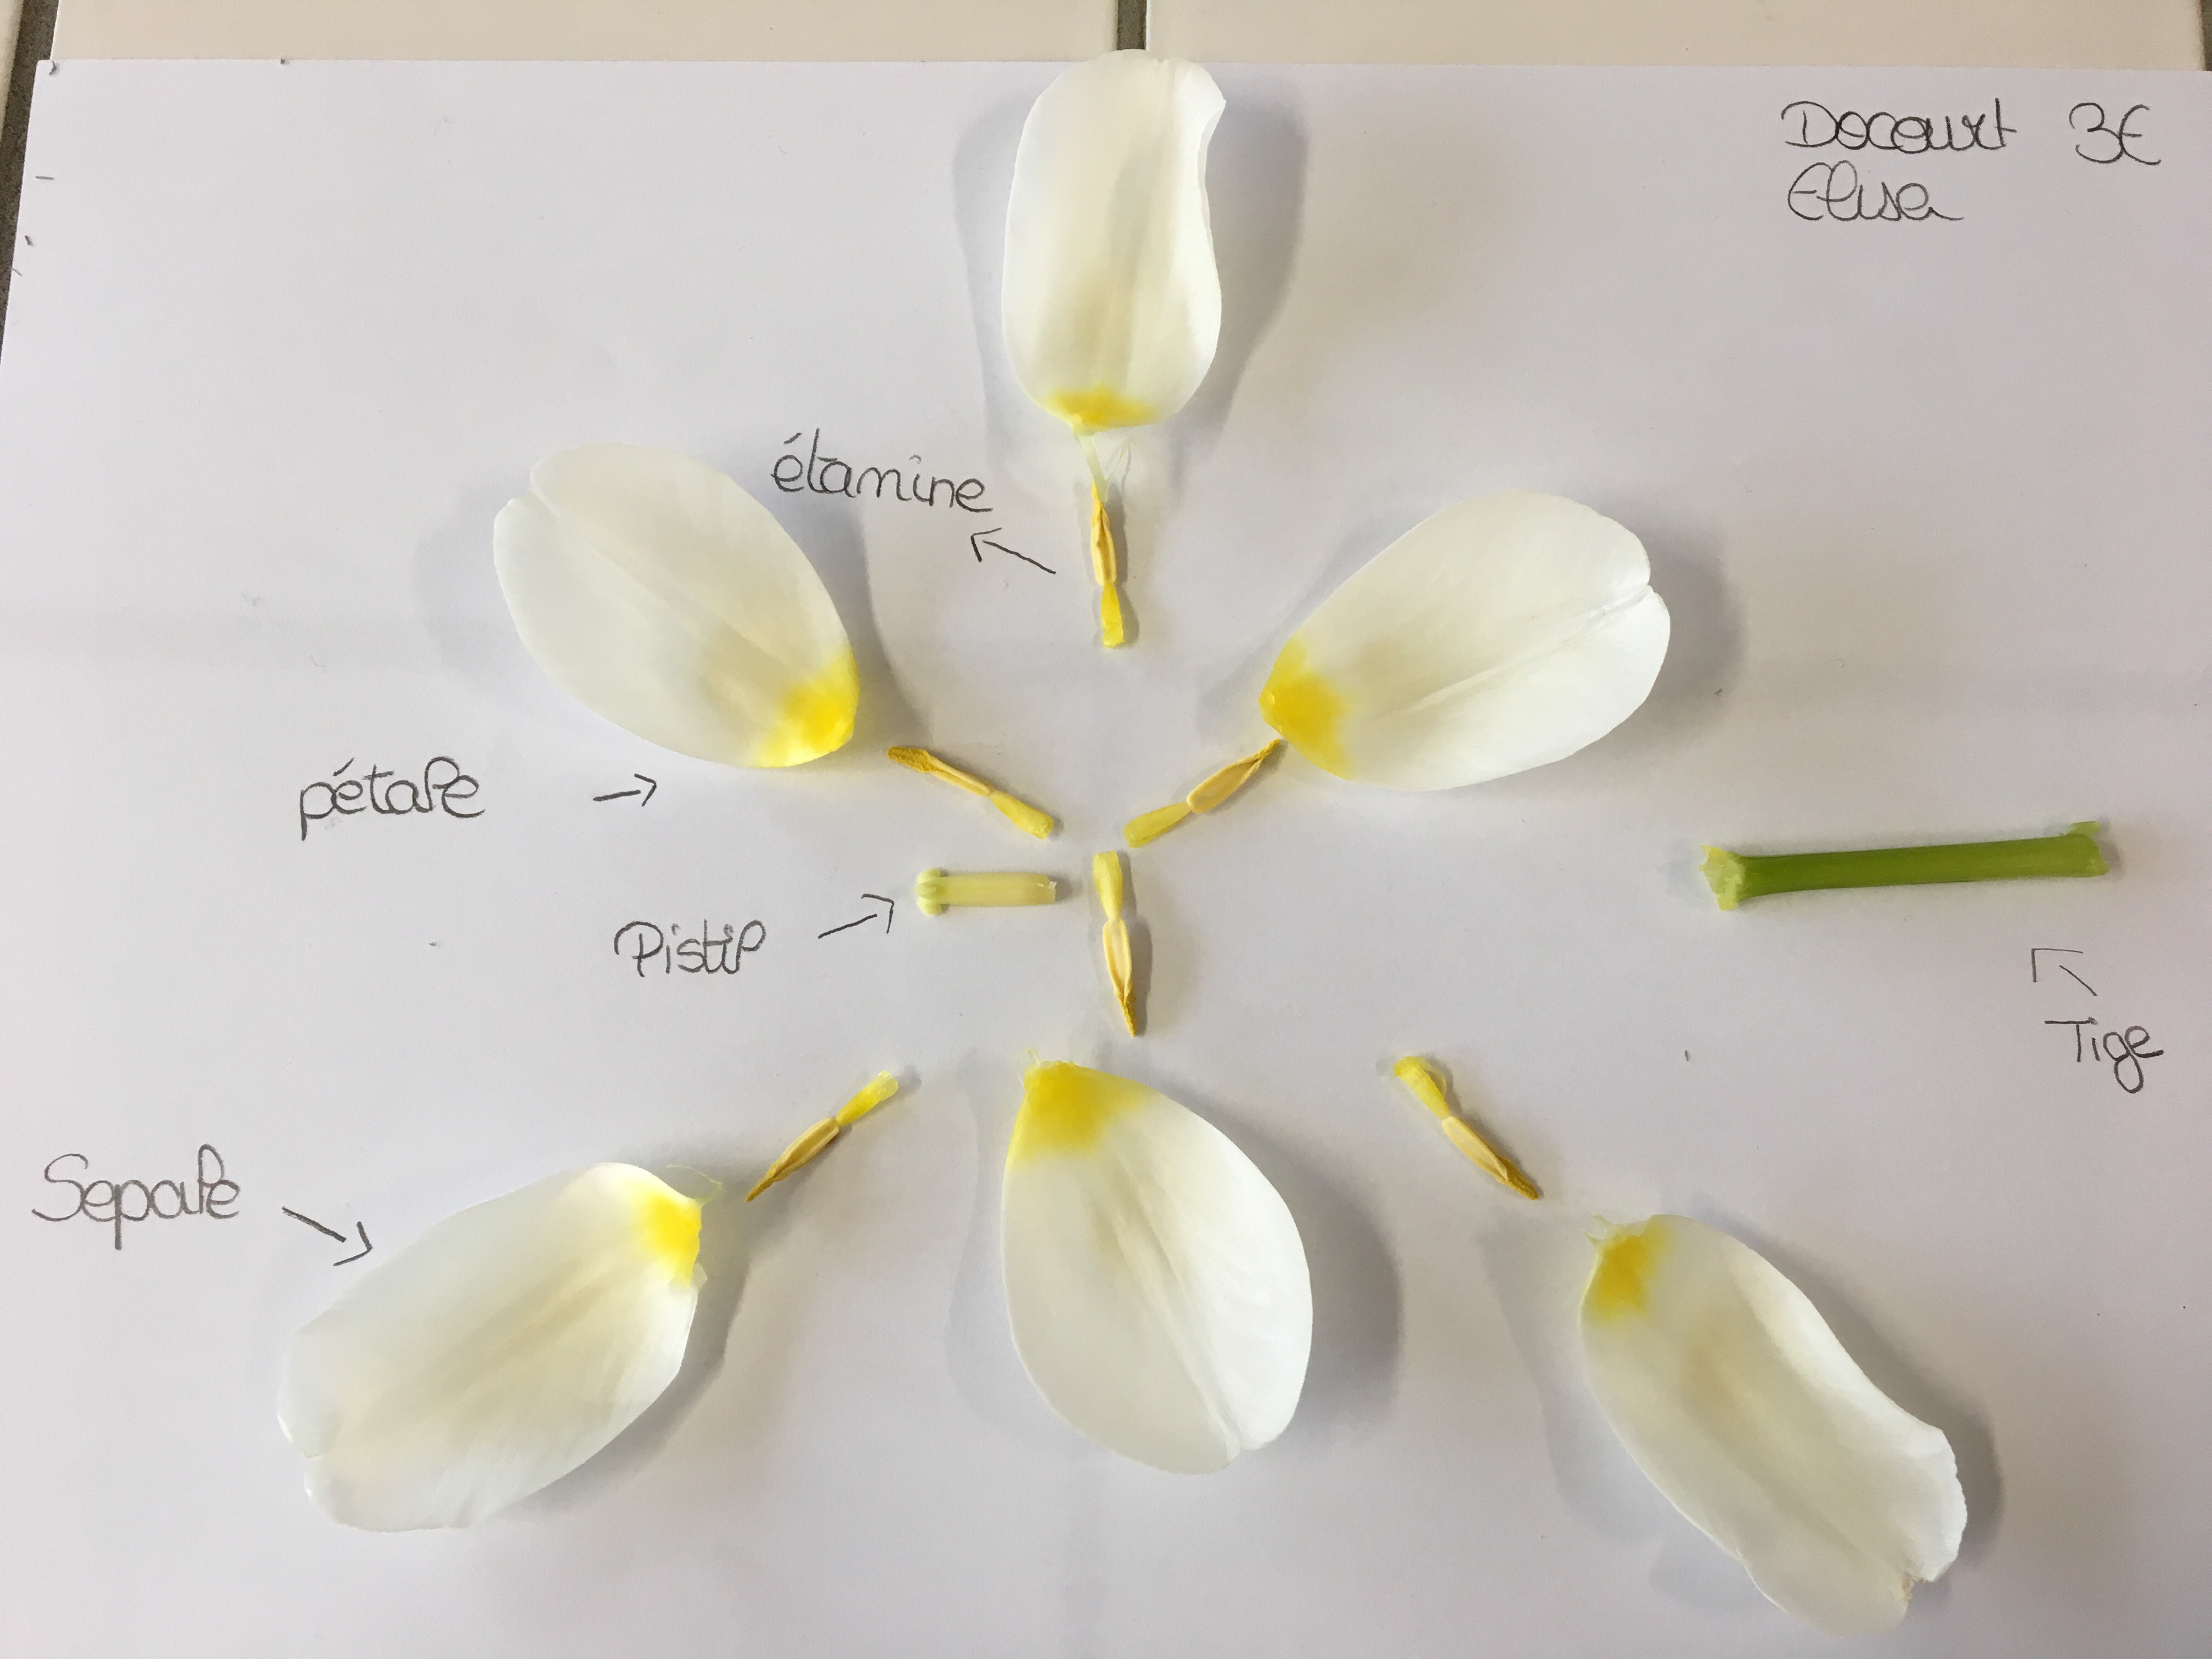 Docourt 3E
Elisa
étamine
pétale
Pistil
Tige
Sepale